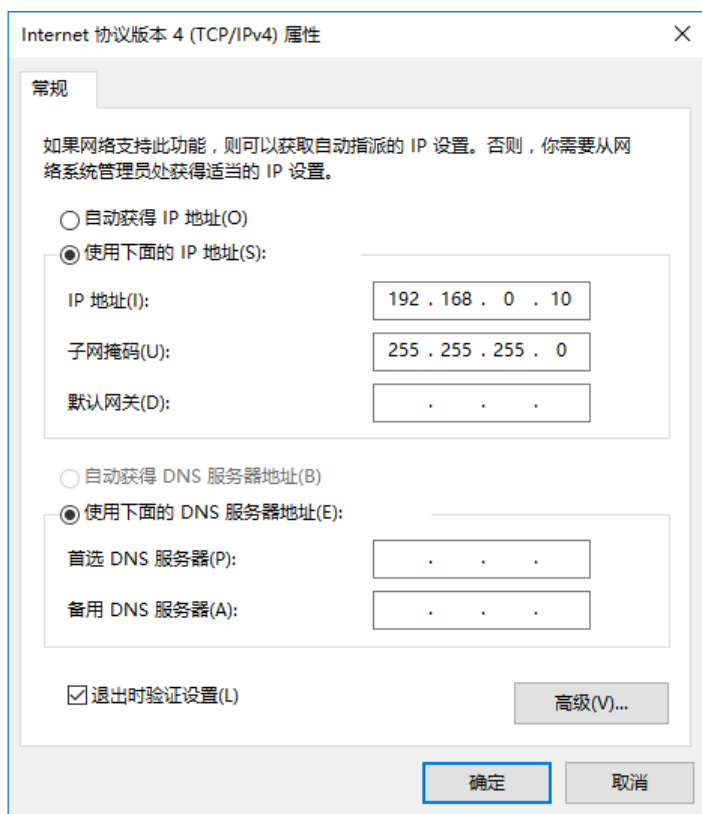 Internet 协议版本 4 (TCP/IPv4) 属性
常规
如果网络支持此功能，则可以获取自动指派的 IP 设置。否则，你需要从网
络系统管理员处获得适当的 IP 设置。
自动获得 IP 地址(O)
使用下面的 IP 地址(S):
IP 地址(I): 192 . 168 . 0 . 10
子网掩码(U): 255 . 255 . 255 . 0
默认网关(D): . . .
自动获得 DNS 服务器地址(B)
使用下面的 DNS 服务器地址(E):
首选 DNS 服务器(P): . . .
备用 DNS 服务器(A): . . .
退出时验证设置(L)
高级(V)...
确定 取消